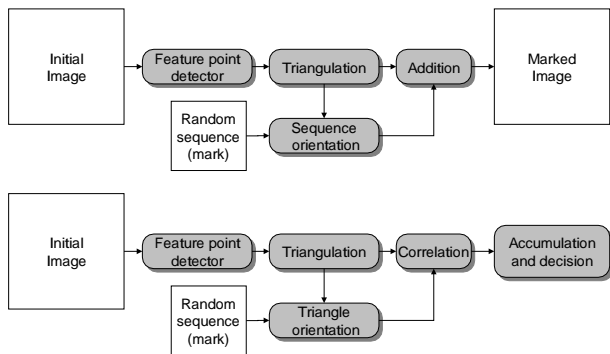 Initial
Image
Feature point
detector
Triangulation
Addition
Marked
Image
Random
sequence
(mark)
Sequence
orientation
Initial
Image
Feature point
detector
Triangulation
Correlation
Accumulation
and decision
Random
sequence
(mark)
Triangle
orientation